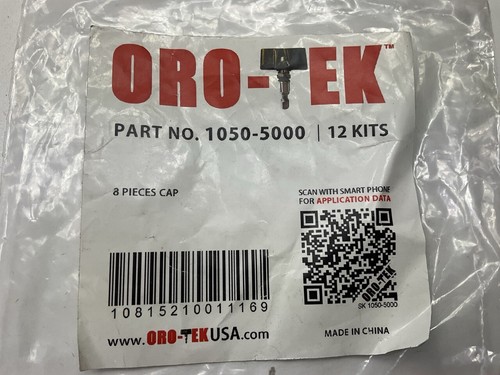 ORO-TEK™
PART NO. 1050-5000 | 12 KITS
8 PIECES CAP
SCAN WITH SMART PHONE
FOR APPLICATION DATA
ORO-TEK
SK 1050-5000
10815210011169
www.ORO-TEKUSA.com
MADE IN CHINA